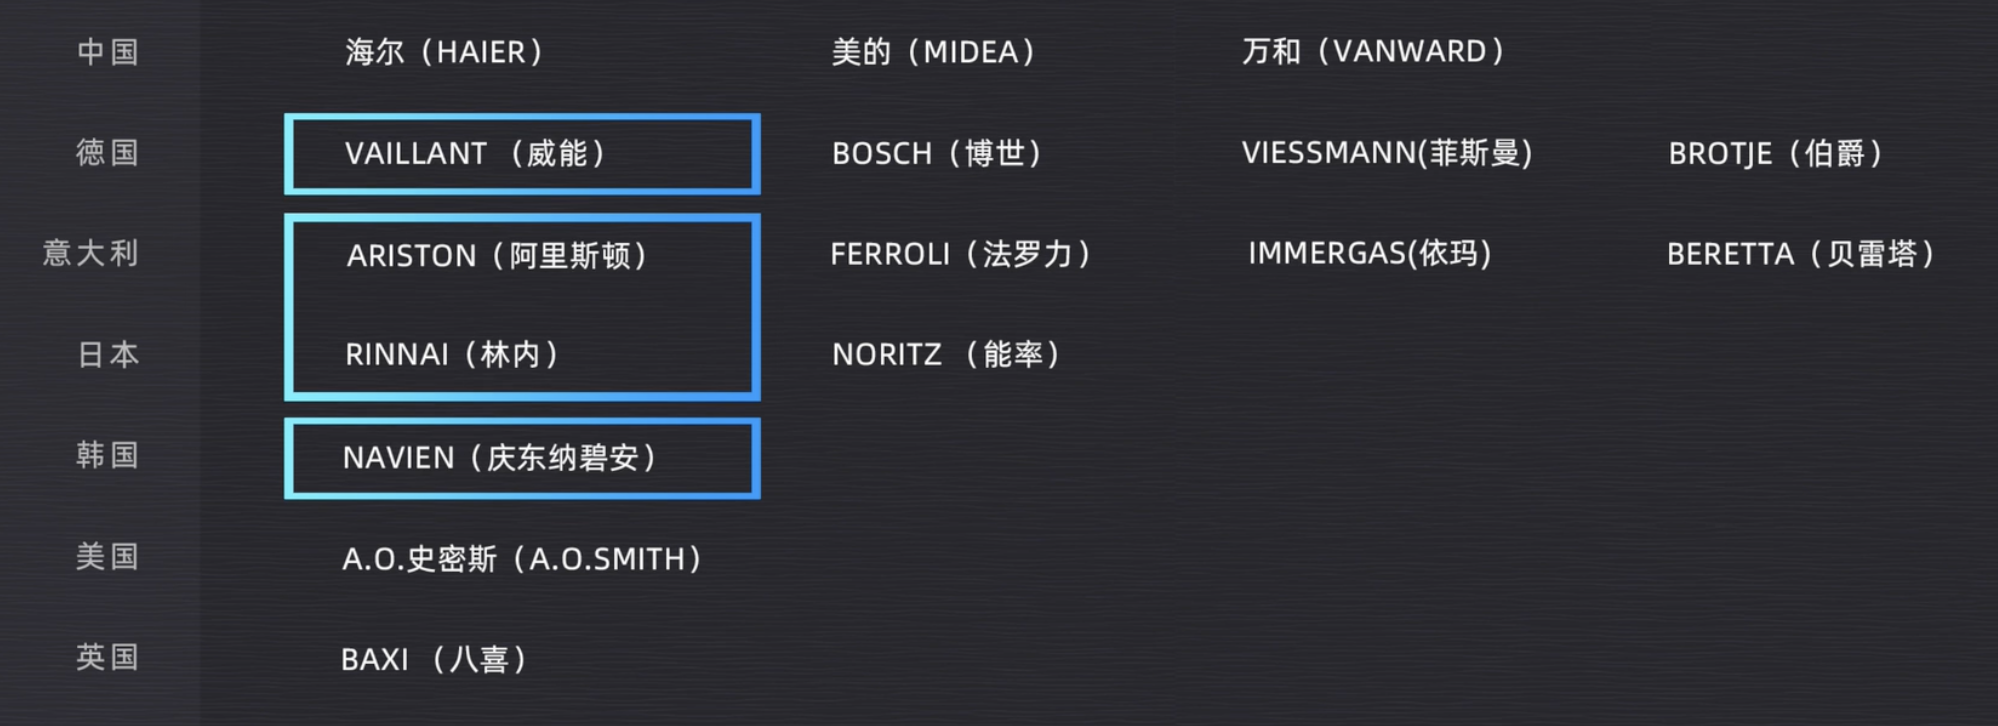 中国 海尔（HAIER） 美的（MIDEA） 万和（VANWARD）
德国 VAILLANT （威能） BOSCH（博世） VIESSMANN(菲斯曼) BROTJE（伯爵）
意大利 ARISTON（阿里斯顿） FERROLI（法罗力） IMMERGAS(依玛) BERETTA（贝雷塔）
日本 RINNAI（林内） NORITZ （能率）
韩国 NAVIEN（庆东纳碧安）
美国 A.O.史密斯（A.O.SMITH）
英国 BAXI （八喜）